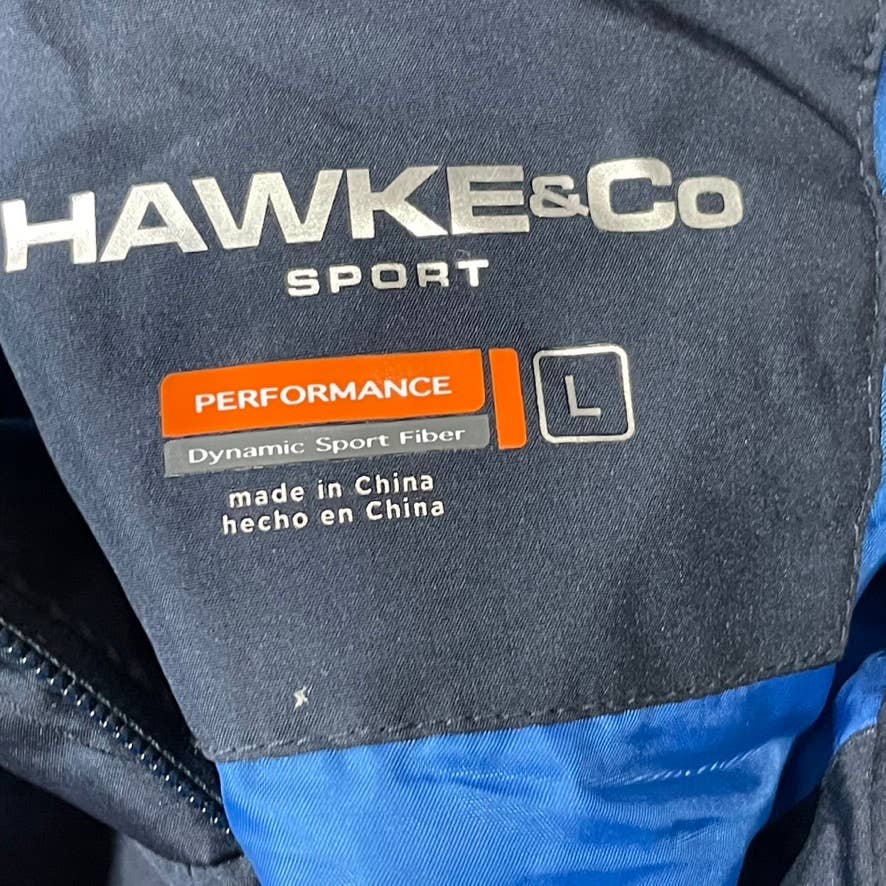 HAWKE&Co
SPORT
PERFORMANCE
L
Dynamic Sport Fiber
made in China
hecho en China